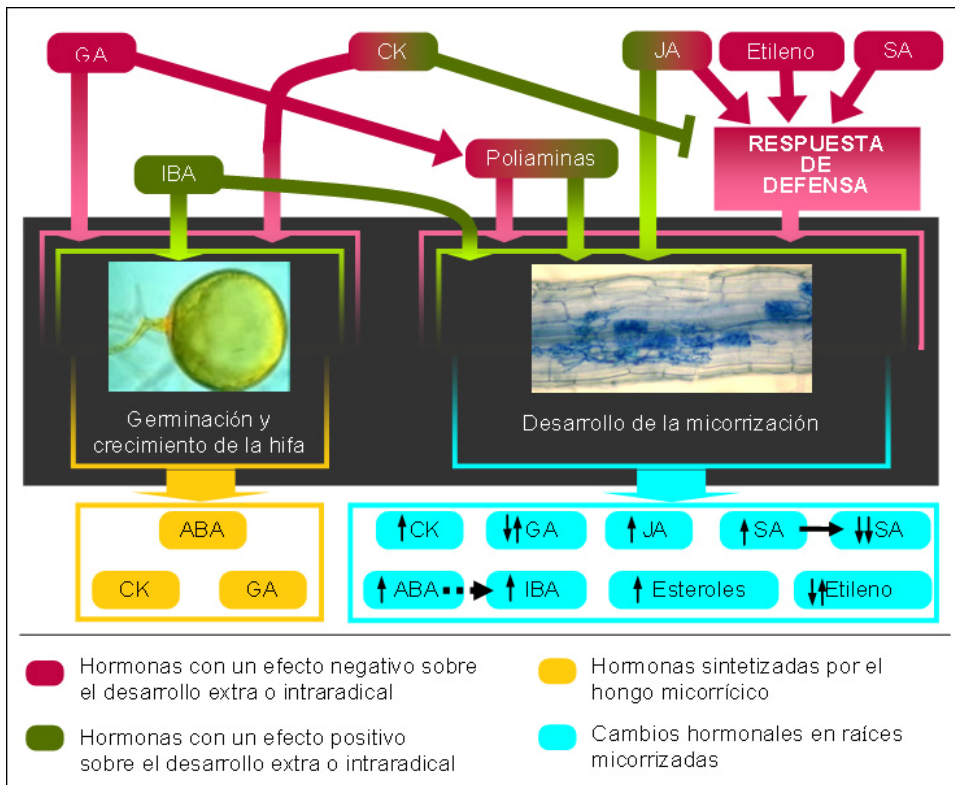 GA
CK
JA
Etileno
SA
IBA
Poliaminas
RESPUESTA
DE
DEFENSA
Germinación y
crecimiento de la hifa
Desarrollo de la micorrización
ABA
CK
GA
↑CK
↓↑GA
↑JA
↑SA
↓↓SA
↑ABA
↑IBA
↑Esteroles
↓↑Etileno
Hormonas con un efecto negativo sobre
el desarrollo extra o intraradical
Hormonas con un efecto positivo
sobre el desarrollo extra o intraradical
Hormonas sintetizadas por el
hongo micorrícico
Cambios hormonales en raíces
micorrizadas